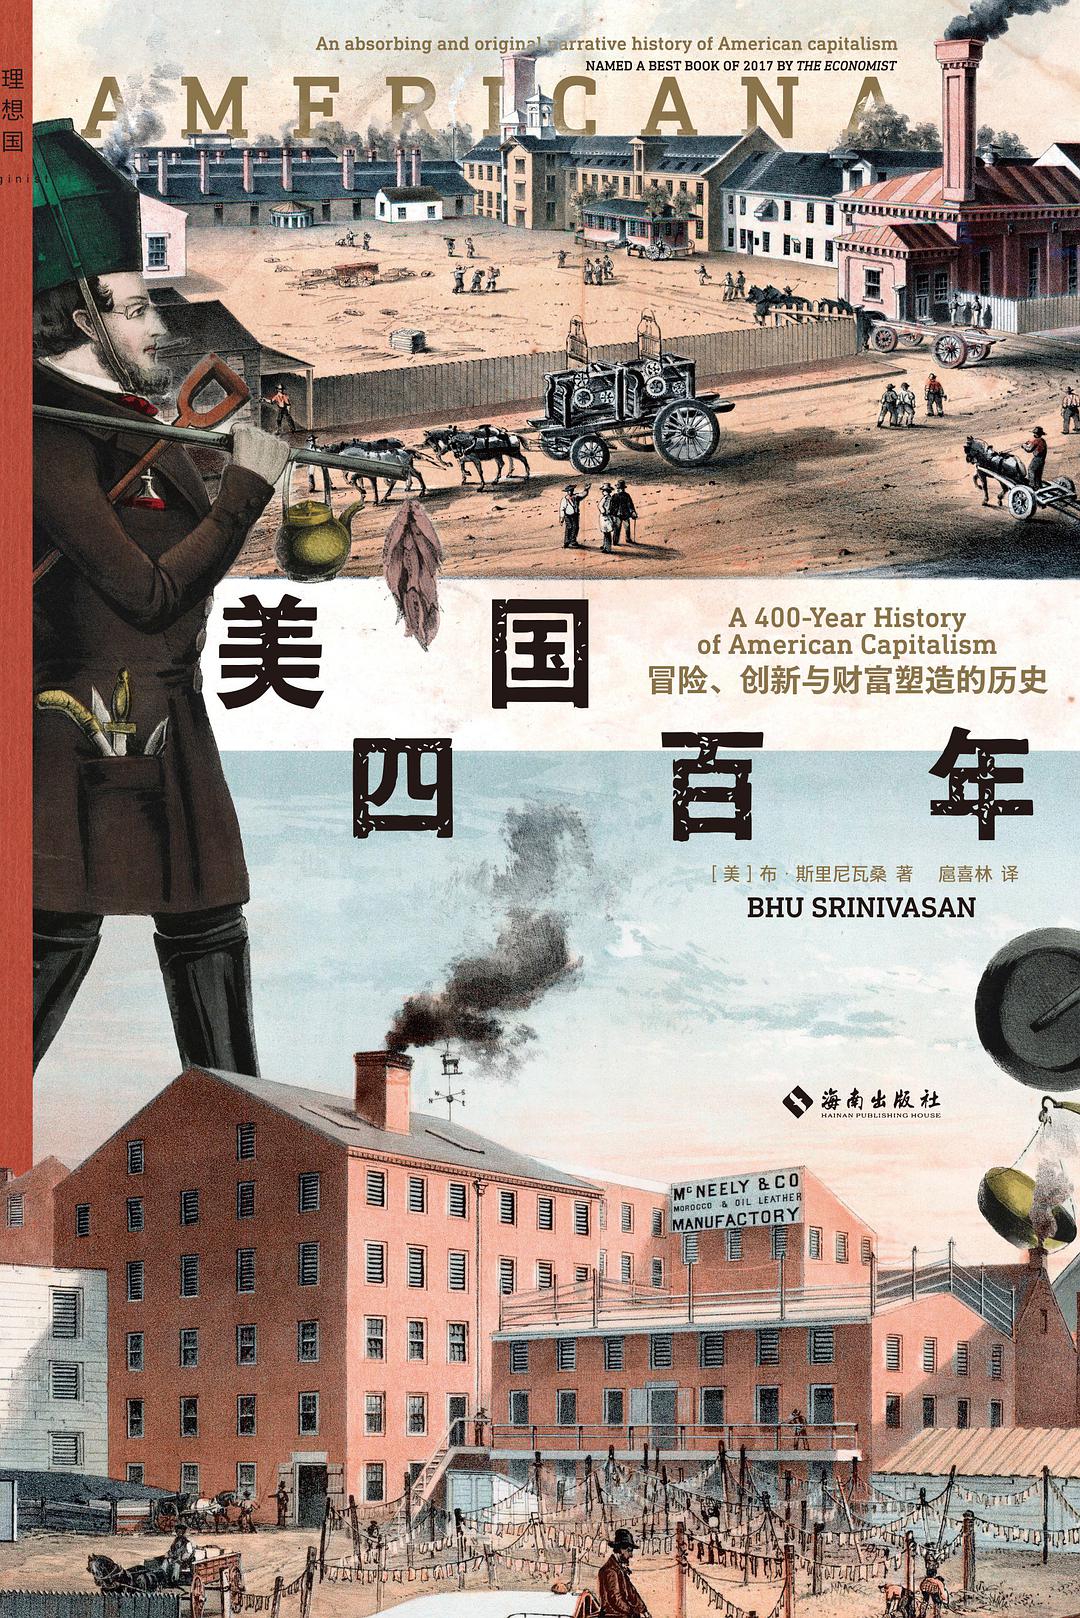 An absorbing and original narrative history of American capitalism
NAMED A BEST BOOK OF 2017 BY THE ECONOMIST
AMERICANA
理想国
美国
A 400-Year History
of American Capitalism
冒险、创新与财富塑造的历史
四百年
[美]布·斯里尼瓦桑 著 扈喜林 译
BHU SRINIVASAN
海南出版社
HAINAN PUBLISHING HOUSE
McNEELY & CO
MOROCCO & OIL LEATHER
MANUFACTORY